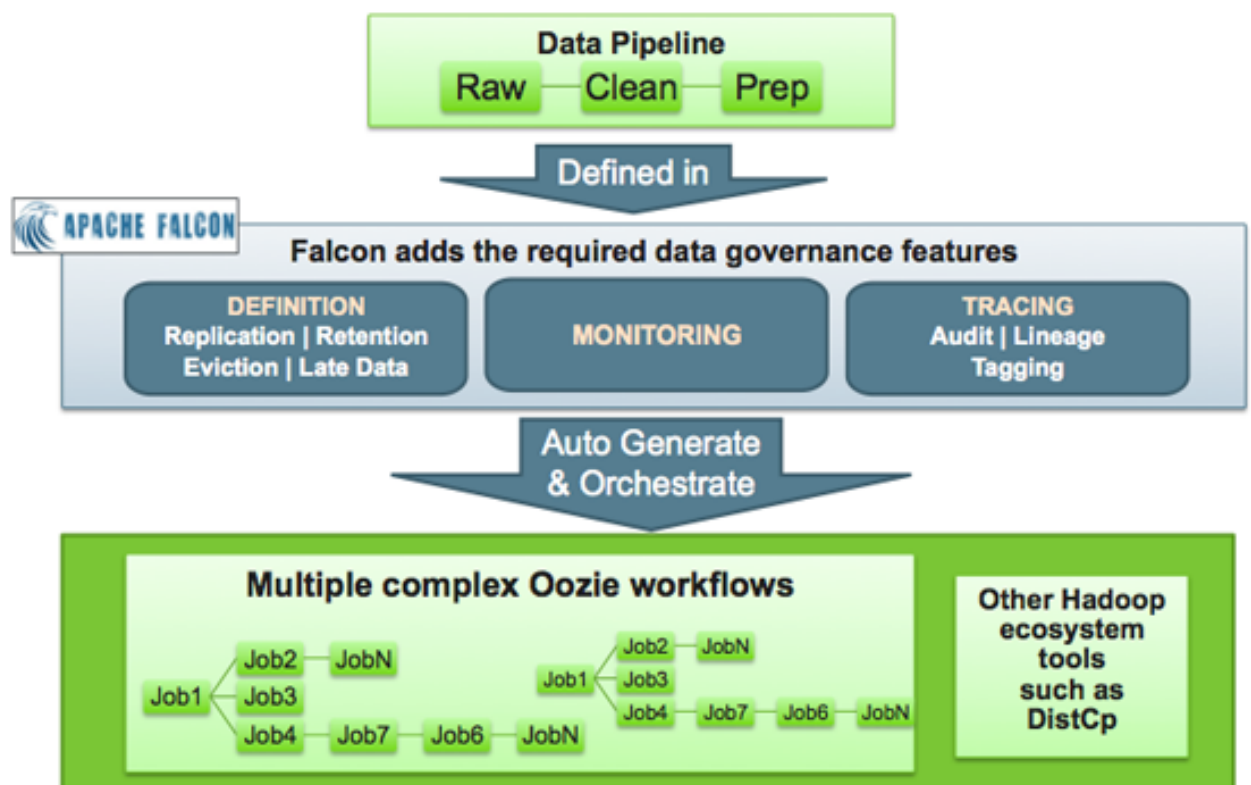 Data Pipeline
Raw Clean Prep
Defined in
APACHE FALCON
Falcon adds the required data governance features
DEFINITION
Replication | Retention
Eviction | Late Data
MONITORING
TRACING
Audit | Lineage
Tagging
Auto Generate
& Orchestrate
Multiple complex Oozie workflows
Job2 JobN
Job1 Job3
Job4 Job7 Job6 JobN
Job2 JobN
Job1 Job3
Job4 Job7 Job6 JobN
Other Hadoop
ecosystem
tools
such as
DistCp